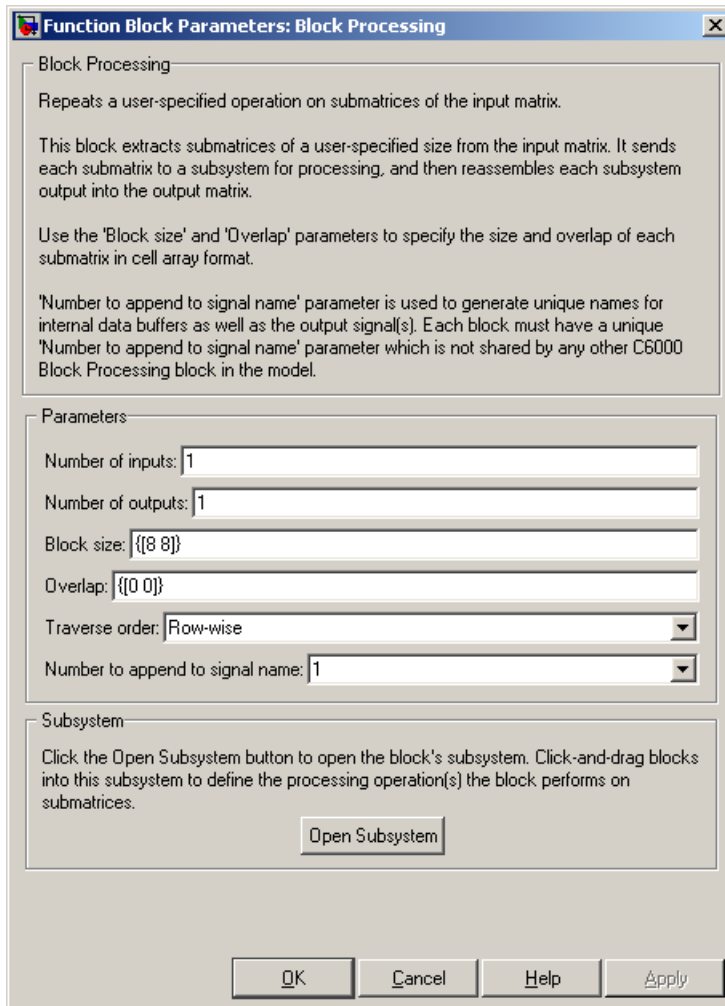 Function Block Parameters: Block Processing
Block Processing
Repeats a user-specified operation on submatrices of the input matrix.
This block extracts submatrices of a user-specified size from the input matrix. It sends
each submatrix to a subsystem for processing, and then reassembles each subsystem
output into the output matrix.
Use the 'Block size' and 'Overlap' parameters to specify the size and overlap of each
submatrix in cell array format.
'Number to append to signal name' parameter is used to generate unique names for
internal data buffers as well as the output signal(s). Each block must have a unique
'Number to append to signal name' parameter which is not shared by any other C6000
Block Processing block in the model.
Parameters
Number of inputs: 1
Number of outputs: 1
Block size: {[8 8]}
Overlap: {[0 0]}
Traverse order: Row-wise
Number to append to signal name: 1
Subsystem
Click the Open Subsystem button to open the block's subsystem. Click-and-drag blocks
into this subsystem to define the processing operation(s) the block performs on
submatrices.
Open Subsystem
OK Cancel Help Apply